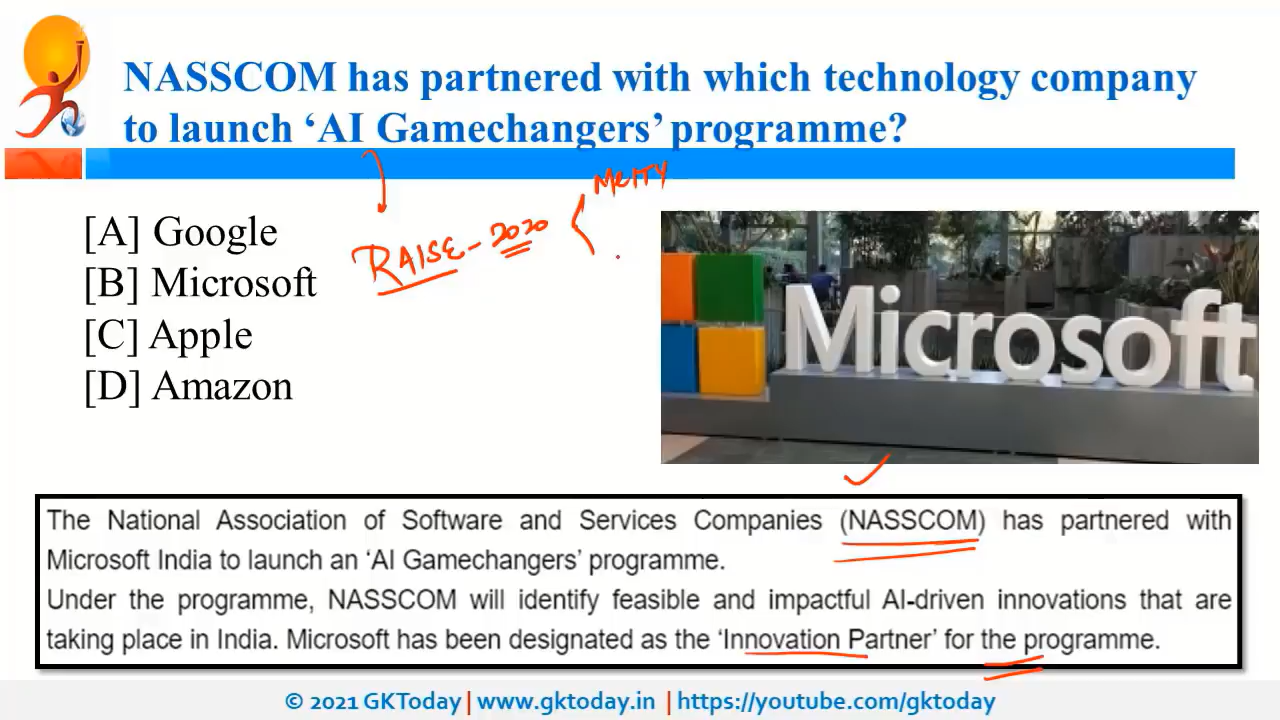 NASSCOM has partnered with which technology company
to launch ‘AI Gamechangers’ programme?
MeITY
RAISE - 2020
[A] Google
[B] Microsoft
[C] Apple
[D] Amazon
Microsoft
The National Association of Software and Services Companies (NASSCOM) has partnered with
Microsoft India to launch an ‘AI Gamechangers’ programme.
Under the programme, NASSCOM will identify feasible and impactful AI-driven innovations that are
taking place in India. Microsoft has been designated as the ‘Innovation Partner’ for the programme.
© 2021 GKToday | www.gktoday.in | https://youtube.com/gktoday